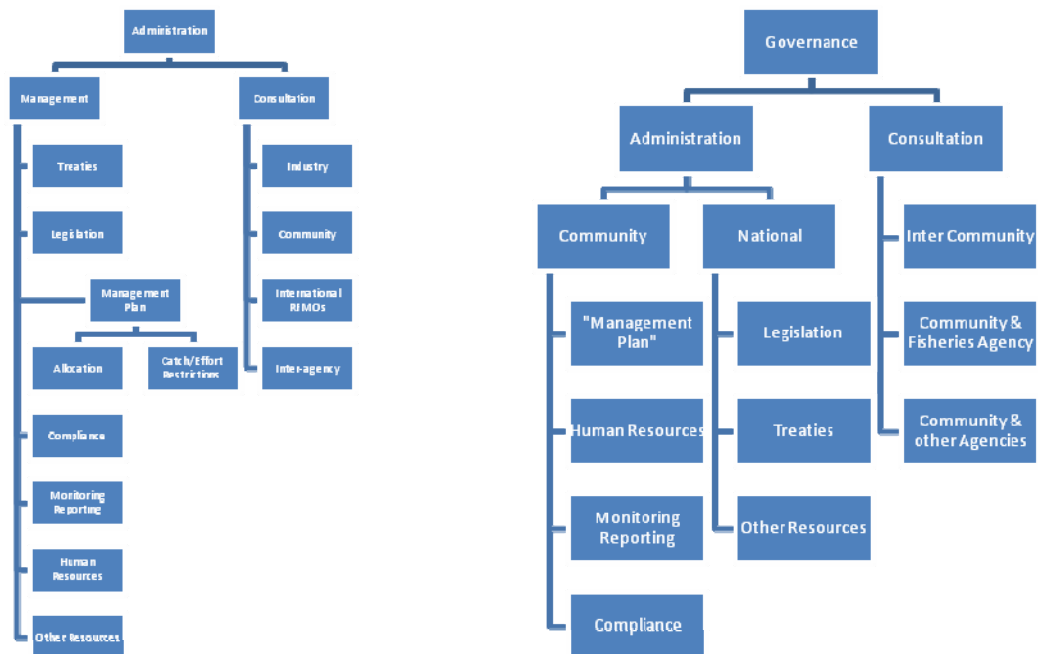 Administration
Management
Consultation
Treaties
Industry
Legislation
Community
Management
Plan
International
RFMOs
Allocation
Catch/Effort
Restrictions
Inter-agency
Compliance
Monitoring
Reporting
Human
Resources
Other Resources
Governance
Administration
Consultation
Community
National
Inter Community
"Management
Plan"
Legislation
Community &
Fisheries Agency
Human Resources
Treaties
Community &
other Agencies
Monitoring
Reporting
Other Resources
Compliance